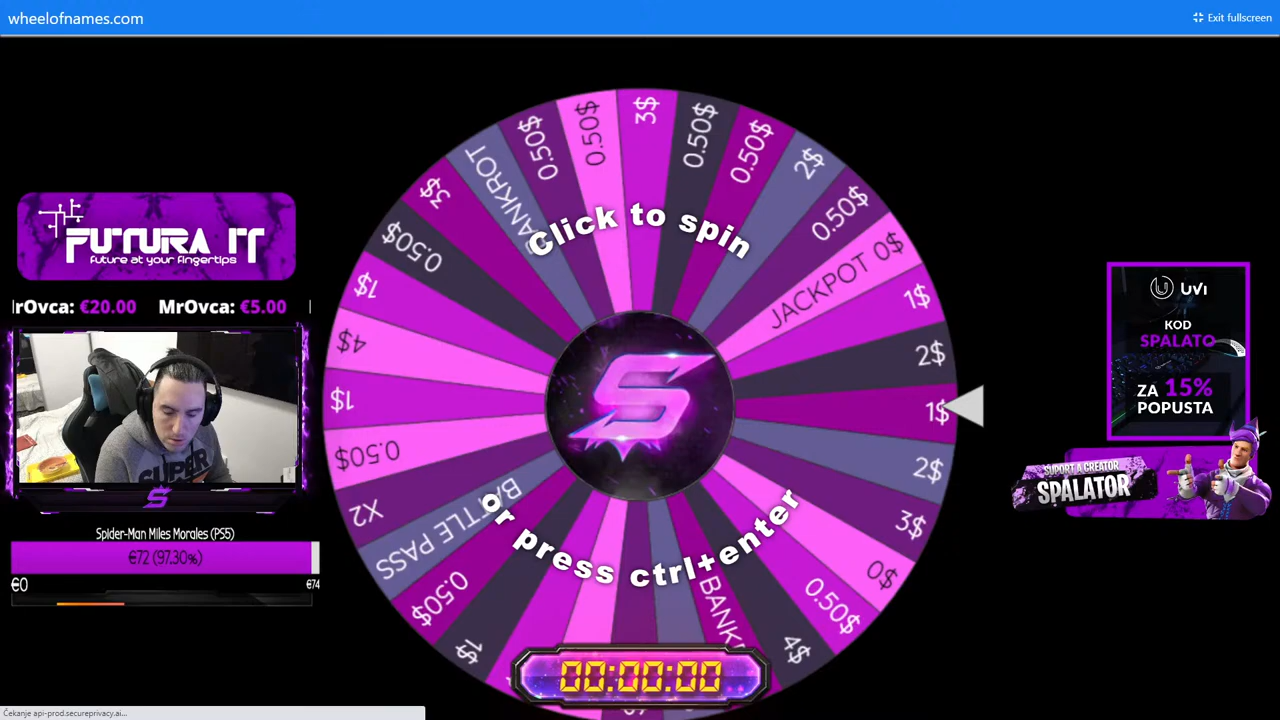 wheelofnames.com
Exit fullscreen
FUTURA IT
future at your fingertips
rOvca: €20.00 MrOvca: €5.00
SUPER
Spider-Man Miles Morales (PS5)
€72 (97.30%)
€0
€74
Click to spin
or press ctrl+enter
3$
0.50$
0.50$
2$
0.50$
JACKPOT 0$
1$
2$
1$
2$
3$
0$
0.50$
4$
1$
0.50$
BATTLE PASS
X2
0.50$
1$
4$
1$
0.50$
3$
BANKROT
0.50$
0.50$
S
00:00:00
UVI
KOD
SPALATO
ZA 15%
POPUSTA
SUPORT A CREATOR
SPALATOR
Čekanje api-prod.secureprivacy.ai...